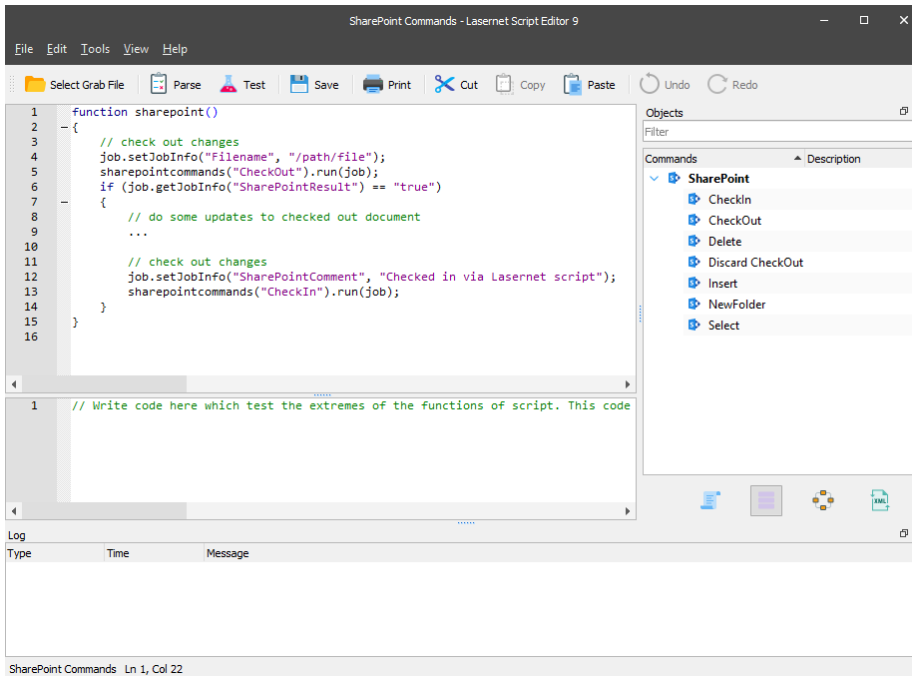 SharePoint Commands - Lasernet Script Editor 9
File Edit Tools View Help
Select Grab File Parse Test Save Print Cut Copy Paste Undo Redo
1 function sharepoint()
2 {
3 // check out changes
4 job.setJobInfo("Filename", "/path/file");
5 sharepointcommands("CheckOut").run(job);
6 if (job.getJobInfo("SharePointResult") == "true")
7 {
8 // do some updates to checked out document
9 ...
10
11 // check out changes
12 job.setJobInfo("SharePointComment", "Checked in via Lasernet script");
13 sharepointcommands("CheckIn").run(job);
14 }
15 }
16
Objects
Filter
Commands Description
SharePoint
CheckIn
CheckOut
Delete
Discard CheckOut
Insert
NewFolder
Select
XML
1 // Write code here which test the extremes of the functions of script. This code
Log
Type Time Message
SharePoint Commands Ln 1, Col 22